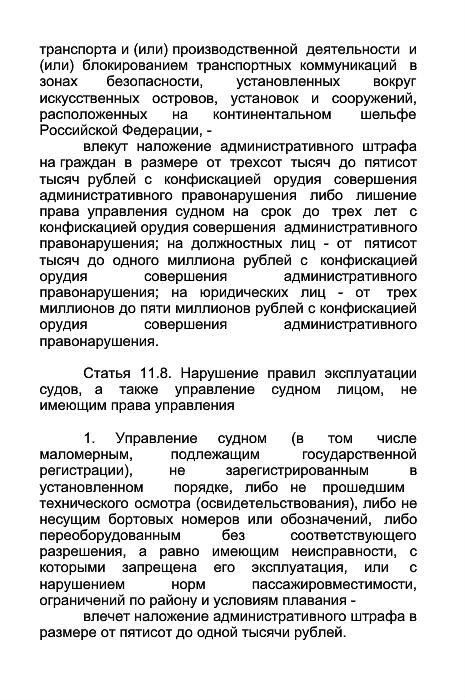 транспорта и (или) производственной деятельности и
(или) блокированием транспортных коммуникаций в
зонах безопасности, установленных вокруг
искусственных островов, установок и сооружений,
расположенных на континентальном шельфе
Российской Федерации, -
влекут наложение административного штрафа
на граждан в размере от трехсот тысяч до пятисот
тысяч рублей с конфискацией орудия совершения
административного правонарушения либо лишение
права управления судном на срок до трех лет с
конфискацией орудия совершения административного
правонарушения; на должностных лиц - от пятисот
тысяч до одного миллиона рублей с конфискацией
орудия совершения административного
правонарушения; на юридических лиц - от трех
миллионов до пяти миллионов рублей с конфискацией
орудия совершения административного
правонарушения.
Статья 11.8. Нарушение правил эксплуатации
судов, а также управление судном лицом, не
имеющим права управления
1. Управление судном (в том числе
маломерным, подлежащим государственной
регистрации), не зарегистрированным в
установленном порядке, либо не прошедшим
технического осмотра (освидетельствования), либо не
несущим бортовых номеров или обозначений, либо
переоборудованным без соответствующего
разрешения, а равно имеющим неисправности, с
которыми запрещена его эксплуатация, или с
нарушением норм пассажировместимости,
ограничений по району и условиям плавания -
влечет наложение административного штрафа в
размере от пятисот до одной тысячи рублей.